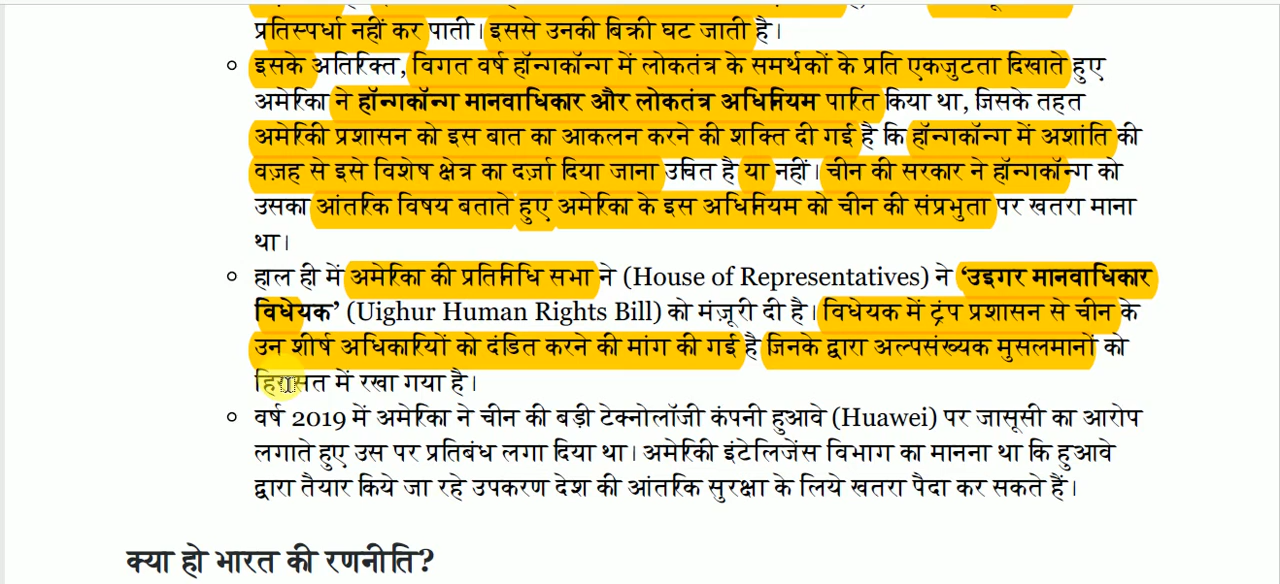 प्रतिस्पर्धा नहीं कर पाती। इससे उनकी बिक्री घट जाती है।
इसके अतिरिक्त, विगत वर्ष हॉन्गकॉन्ग में लोकतंत्र के समर्थकों के प्रति एकजुटता दिखाते हुए
अमेरिका ने हॉन्गकॉन्ग मानवाधिकार और लोकतंत्र अधिनियम पारित किया था, जिसके तहत
अमेरिकी प्रशासन को इस बात का आकलन करने की शक्ति दी गई है कि हॉन्गकॉन्ग में अशांति की
वज़ह से इसे विशेष क्षेत्र का दर्ज़ा दिया जाना उचित है या नहीं। चीन की सरकार ने हॉन्गकॉन्ग को
उसका आंतरिक विषय बताते हुए अमेरिका के इस अधिनियम को चीन की संप्रभुता पर खतरा माना
था।
हाल ही में अमेरिका की प्रतिनिधि सभा ने (House of Representatives) ने ‘उइगर मानवाधिकार
विधेयक’ (Uighur Human Rights Bill) को मंज़ूरी दी है। विधेयक में ट्रंप प्रशासन से चीन के
उन शीर्ष अधिकारियों को दंडित करने की मांग की गई है जिनके द्वारा अल्पसंख्यक मुसलमानों को
हिरासत में रखा गया है।
वर्ष 2019 में अमेरिका ने चीन की बड़ी टेक्नोलॉजी कंपनी हुआवे (Huawei) पर जासूसी का आरोप
लगाते हुए उस पर प्रतिबंध लगा दिया था। अमेरिकी इंटेलिजेंस विभाग का मानना था कि हुआवे
द्वारा तैयार किये जा रहे उपकरण देश की आंतरिक सुरक्षा के लिये खतरा पैदा कर सकते हैं।
क्या हो भारत की रणनीति?